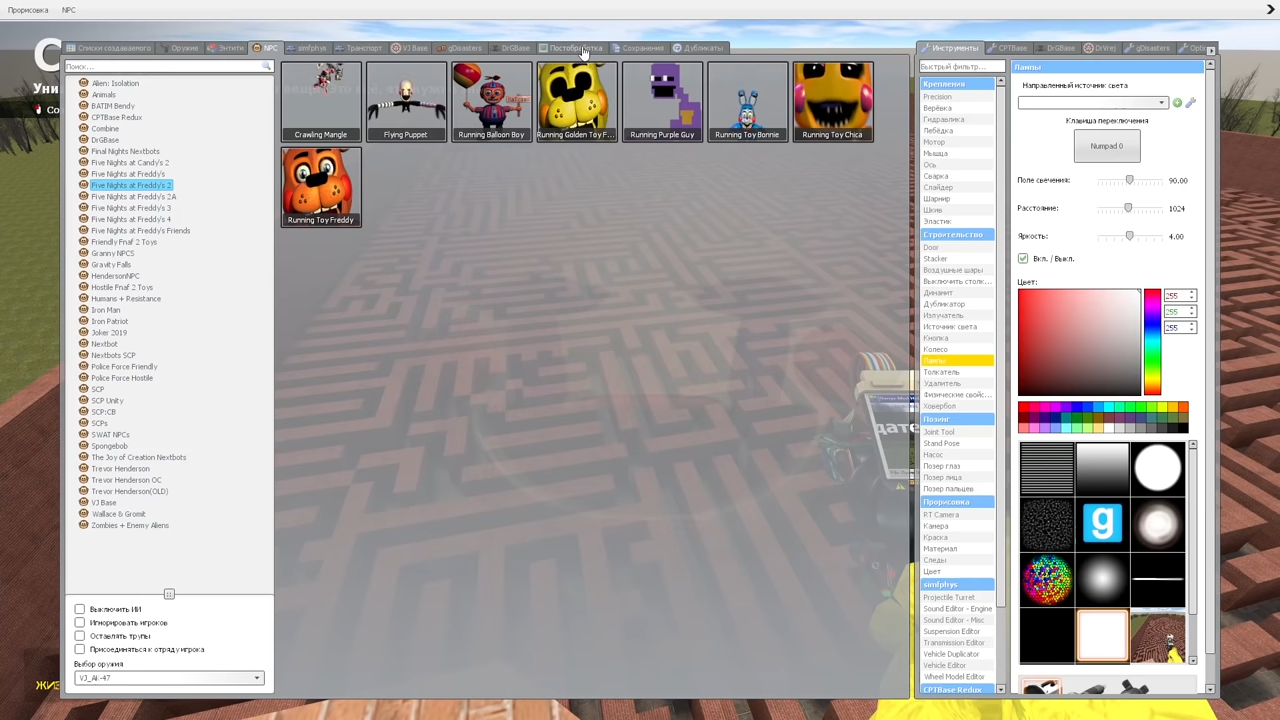 Прорисовка NPC
Списки создаваемого Оружие Энтити NPC simfphys Транспорт VJ Base gDisasters DrGBase Постобработка Сохранения Дубликаты
Инструменты CPTBase DrGBase DrVrej gDisasters
Поиск...
Alien: Isolation
Animals
BATIM Bendy
CPTBase Redux
Combine
DrGBase
Final Nights Nextbots
Five Nights at Candy's 2
Five Nights at Freddy's
Five Nights at Freddy's 2
Five Nights at Freddy's 2A
Five Nights at Freddy's 3
Five Nights at Freddy's 4
Five Nights at Freddy's Friends
Friendly Fnaf 2 Toys
Granny NPCS
Gravity Falls
HendersonNPC
Hostile Fnaf 2 Toys
Humans + Resistance
Iron Man
Iron Patriot
Joker 2019
Nextbot
Nextbots SCP
Police Force Friendly
Police Force Hostile
SCP
SCP Unity
SCP:CB
SCPs
SWAT NPCs
Spongebob
The Joy of Creation Nextbots
Trevor Henderson
Trevor Henderson OC
Trevor Henderson(OLD)
VJ Base
Wallace & Gromit
Zombies + Enemy Aliens
Выключить ИИ
Игнорировать игроков
Оставлять трупы
Присоединяться к отряду игрока
Выбор оружия
VJ_AK-47
Crawling Mangle
Flying Puppet
Running Balloon Boy
Running Golden Toy F...
Running Purple Guy
Running Toy Bonnie
Running Toy Chica
Running Toy Freddy
Быстрый фильтр...
Крепления
Precision
Верёвка
Гидравлика
Лебёдка
Мотор
Мышца
Ось
Сварка
Слайдер
Шарнир
Шкив
Эластик
Строительство
Door
Stacker
Воздушные шары
Выключить столк...
Динамит
Дубликатор
Излучатель
Источник света
Кнопка
Колесо
Лампы
Толкатель
Удалитель
Физические свойс...
Ховербол
Позинг
Joint Tool
Stand Pose
Насос
Позер глаз
Позер лица
Позер пальцев
Прорисовка
RT Camera
Камера
Краска
Материал
Следы
Цвет
simfphys
Projectile Turret
Sound Editor - Engine
Sound Editor - Misc
Suspension Editor
Transmission Editor
Vehicle Duplicator
Vehicle Editor
Wheel Model Editor
CPTBase Redux
Лампы
Направленный источник света
Клавиша переключения
Numpad 0
Поле свечения: 90.00
Расстояние: 1024
Яркость: 4.00
Вкл. / Выкл.
Цвет:
255
255
255
g